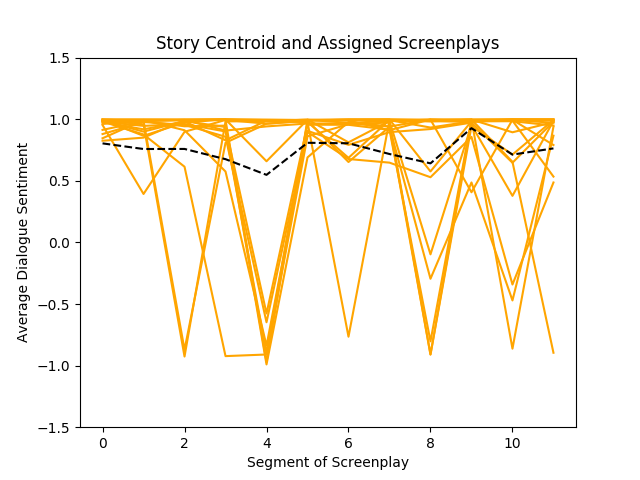 Story Centroid and Assigned Screenplays
1.5
1.0
0.5
0.0
−0.5
−1.0
−1.5
Average Dialogue Sentiment
0 2 4 6 8 10
Segment of Screenplay